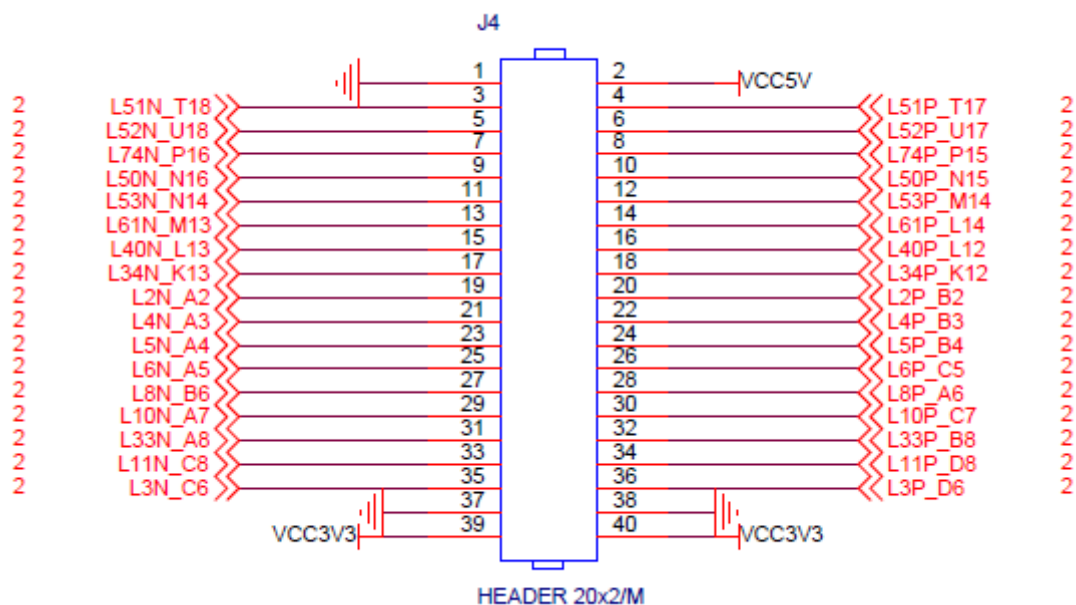 J4
1 2 VCC5V
2 L51N_T18 3 4 L51P_T17 2
2 L52N_U18 5 6 L52P_U17 2
2 L74N_P16 7 8 L74P_P15 2
2 L50N_N16 9 10 L50P_N15 2
2 L53N_N14 11 12 L53P_M14 2
2 L61N_M13 13 14 L61P_L14 2
2 L40N_L13 15 16 L40P_L12 2
2 L34N_K13 17 18 L34P_K12 2
2 L2N_A2 19 20 L2P_B2 2
2 L4N_A3 21 22 L4P_B3 2
2 L5N_A4 23 24 L5P_B4 2
2 L6N_A5 25 26 L6P_C5 2
2 L8N_B6 27 28 L8P_A6 2
2 L10N_A7 29 30 L10P_C7 2
2 L33N_A8 31 32 L33P_B8 2
2 L11N_C8 33 34 L11P_D8 2
2 L3N_C6 35 36 L3P_D6 2
37 38
VCC3V3 39 40 VCC3V3
HEADER 20x2/M